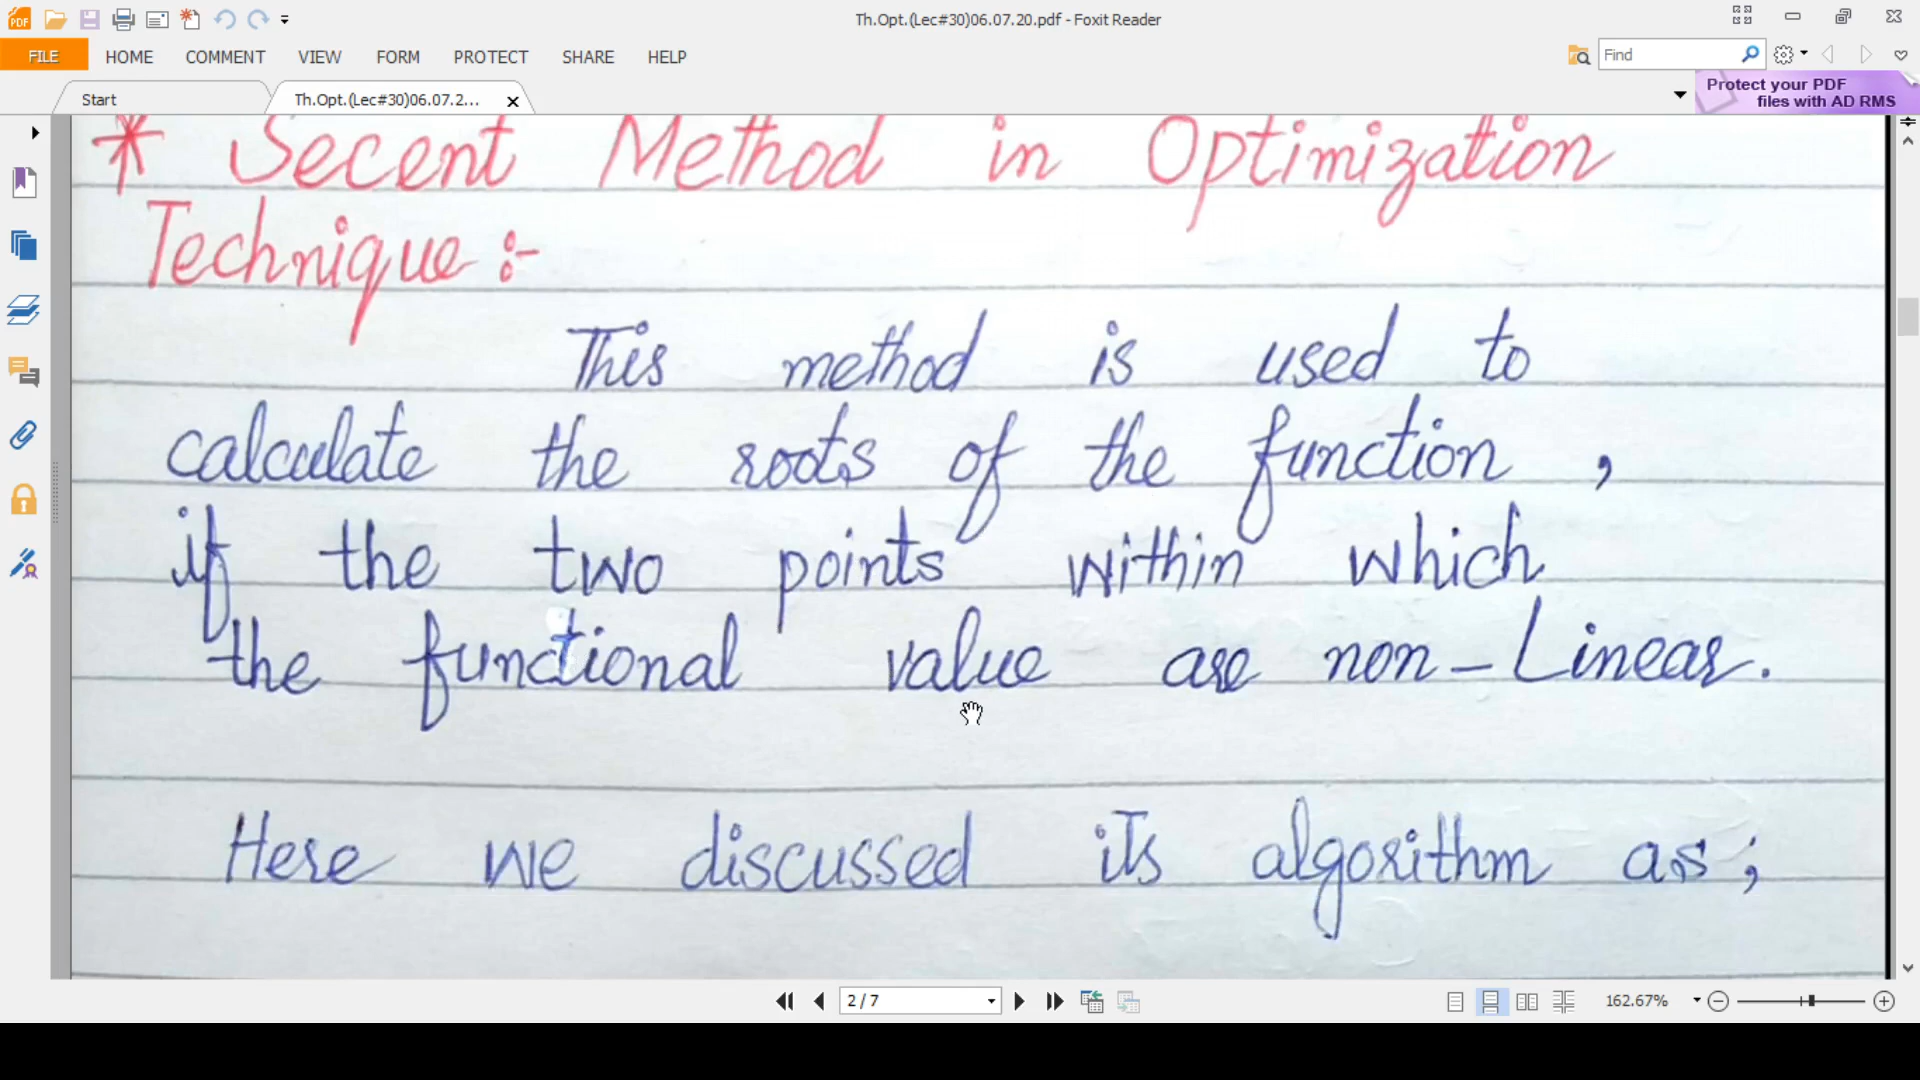 Th.Opt.(Lec#30)06.07.20.pdf - Foxit Reader
FILE HOME COMMENT VIEW FORM PROTECT SHARE HELP
Find
Start Th.Opt.(Lec#30)06.07.2...
Protect your PDF
files with AD RMS
* Secent Method in Optimization
Technique :-
This method is used to
calculate the roots of the function ,
if the two points within which
the functional value are non-Linear.
Here we discussed its algorithm as ;
2 / 7
162.67%